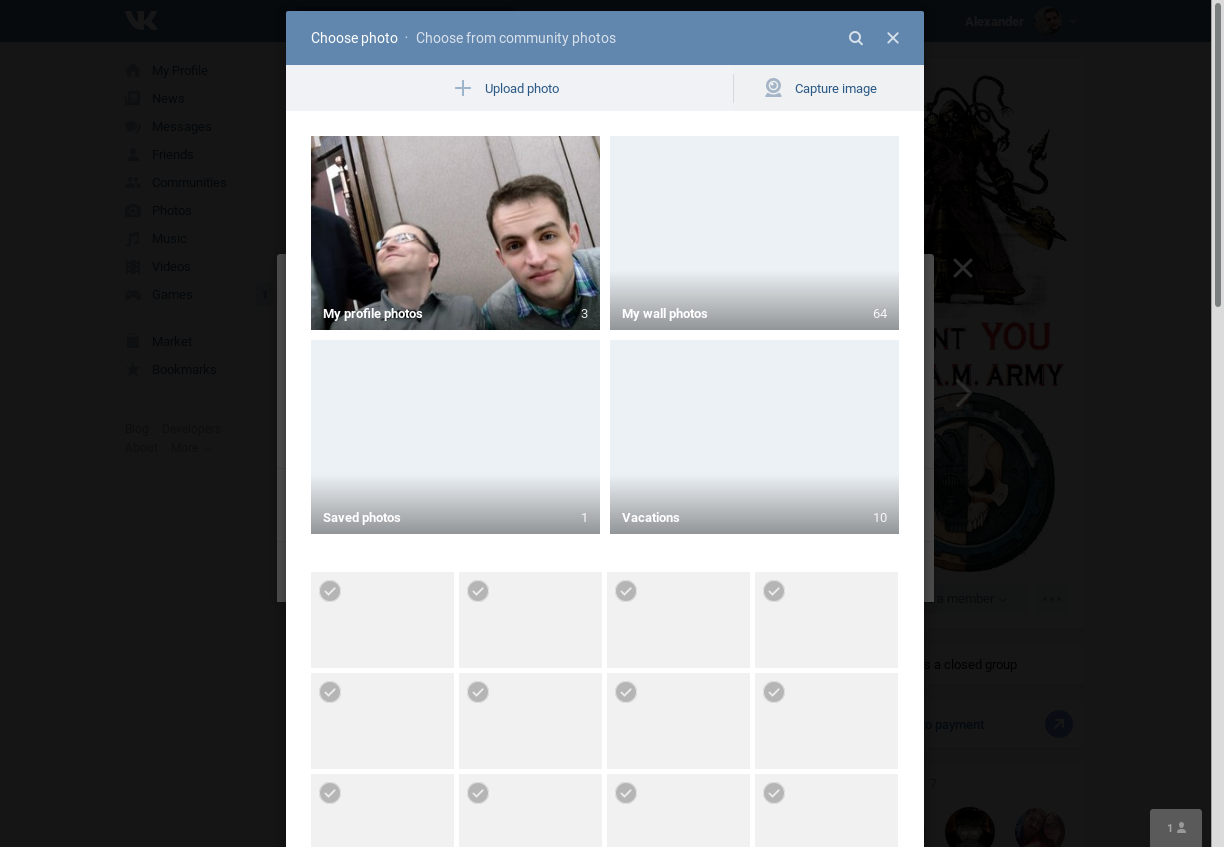 Choose photo · Choose from community photos
Alexander
Upload photo
Capture image
My Profile
News
Messages
Friends
Communities
Photos
Music
Videos
Games
1
Market
Bookmarks
Blog Developers
About More
My profile photos 3
My wall photos 64
Saved photos 1
Vacations 10
NT YOU
A.M. ARMY
a member
s a closed group
o payment
7
1